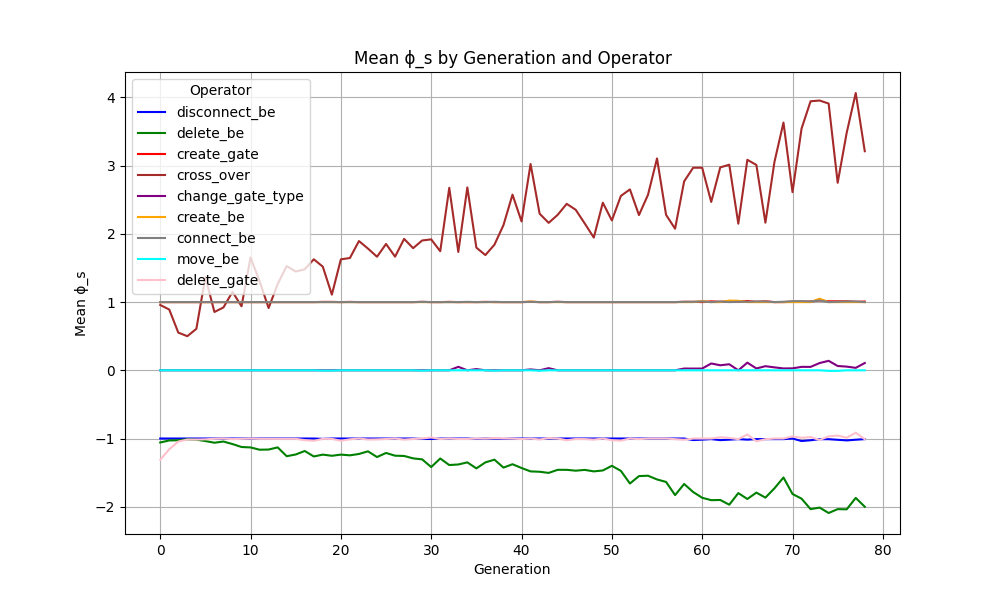 Mean ϕ_s by Generation and Operator
Operator
disconnect_be
delete_be
create_gate
cross_over
change_gate_type
create_be
connect_be
move_be
delete_gate
Mean ϕ_s
4
3
2
1
0
−1
−2
0 10 20 30 40 50 60 70 80
Generation